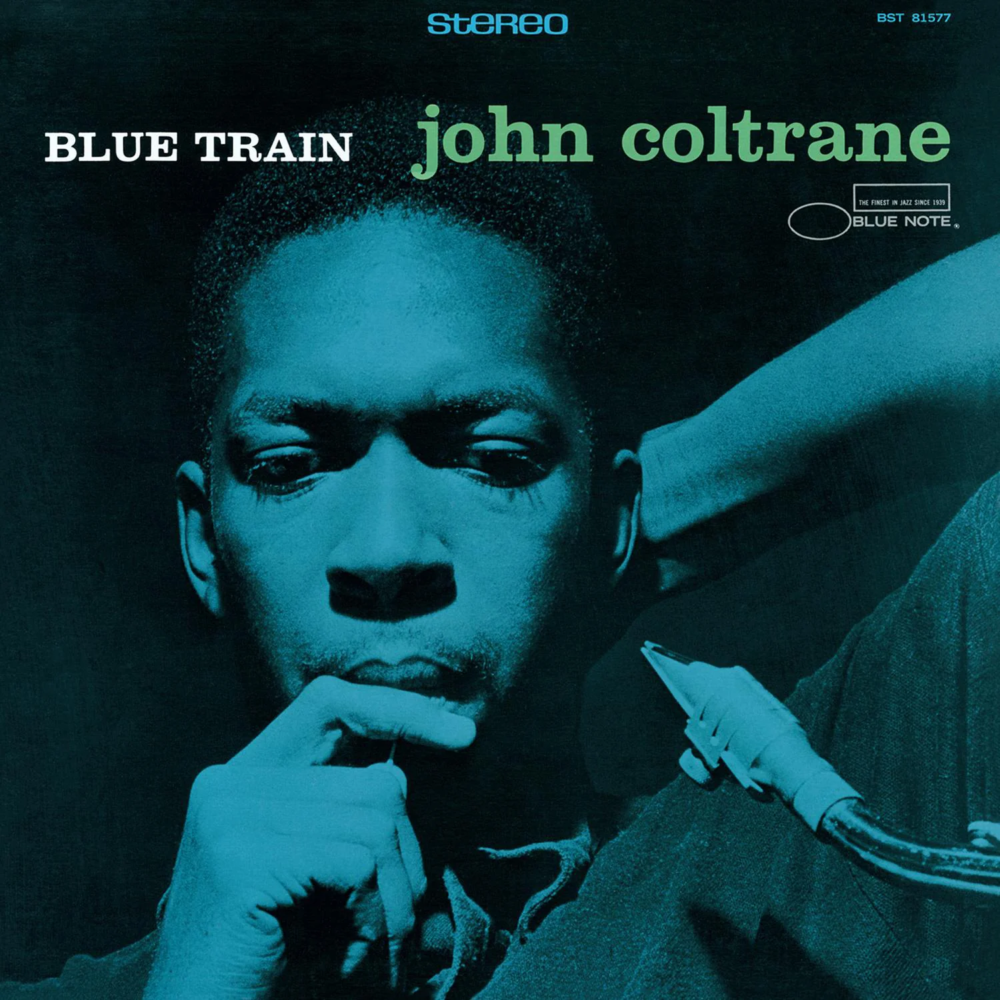 stereo
BST 81577
BLUE TRAIN
john coltrane
THE FINEST IN JAZZ SINCE 1939
BLUE NOTE®